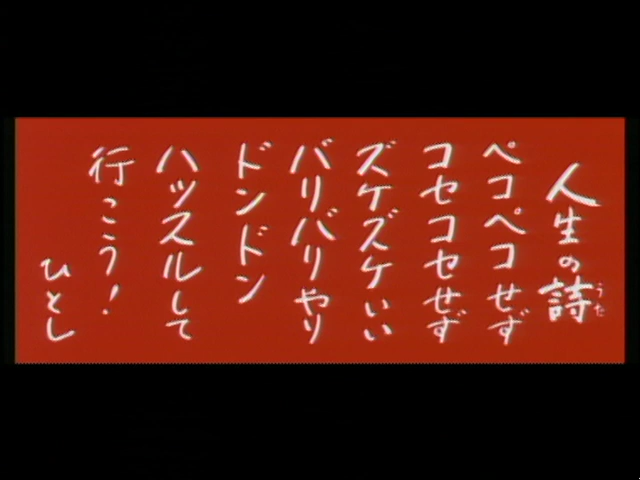 人生の詩
うた
ペコペコせず
コセコセせず
ズケズケいい
バリバリやり
ドンドン
ハッスルして
行こう!
ひとし